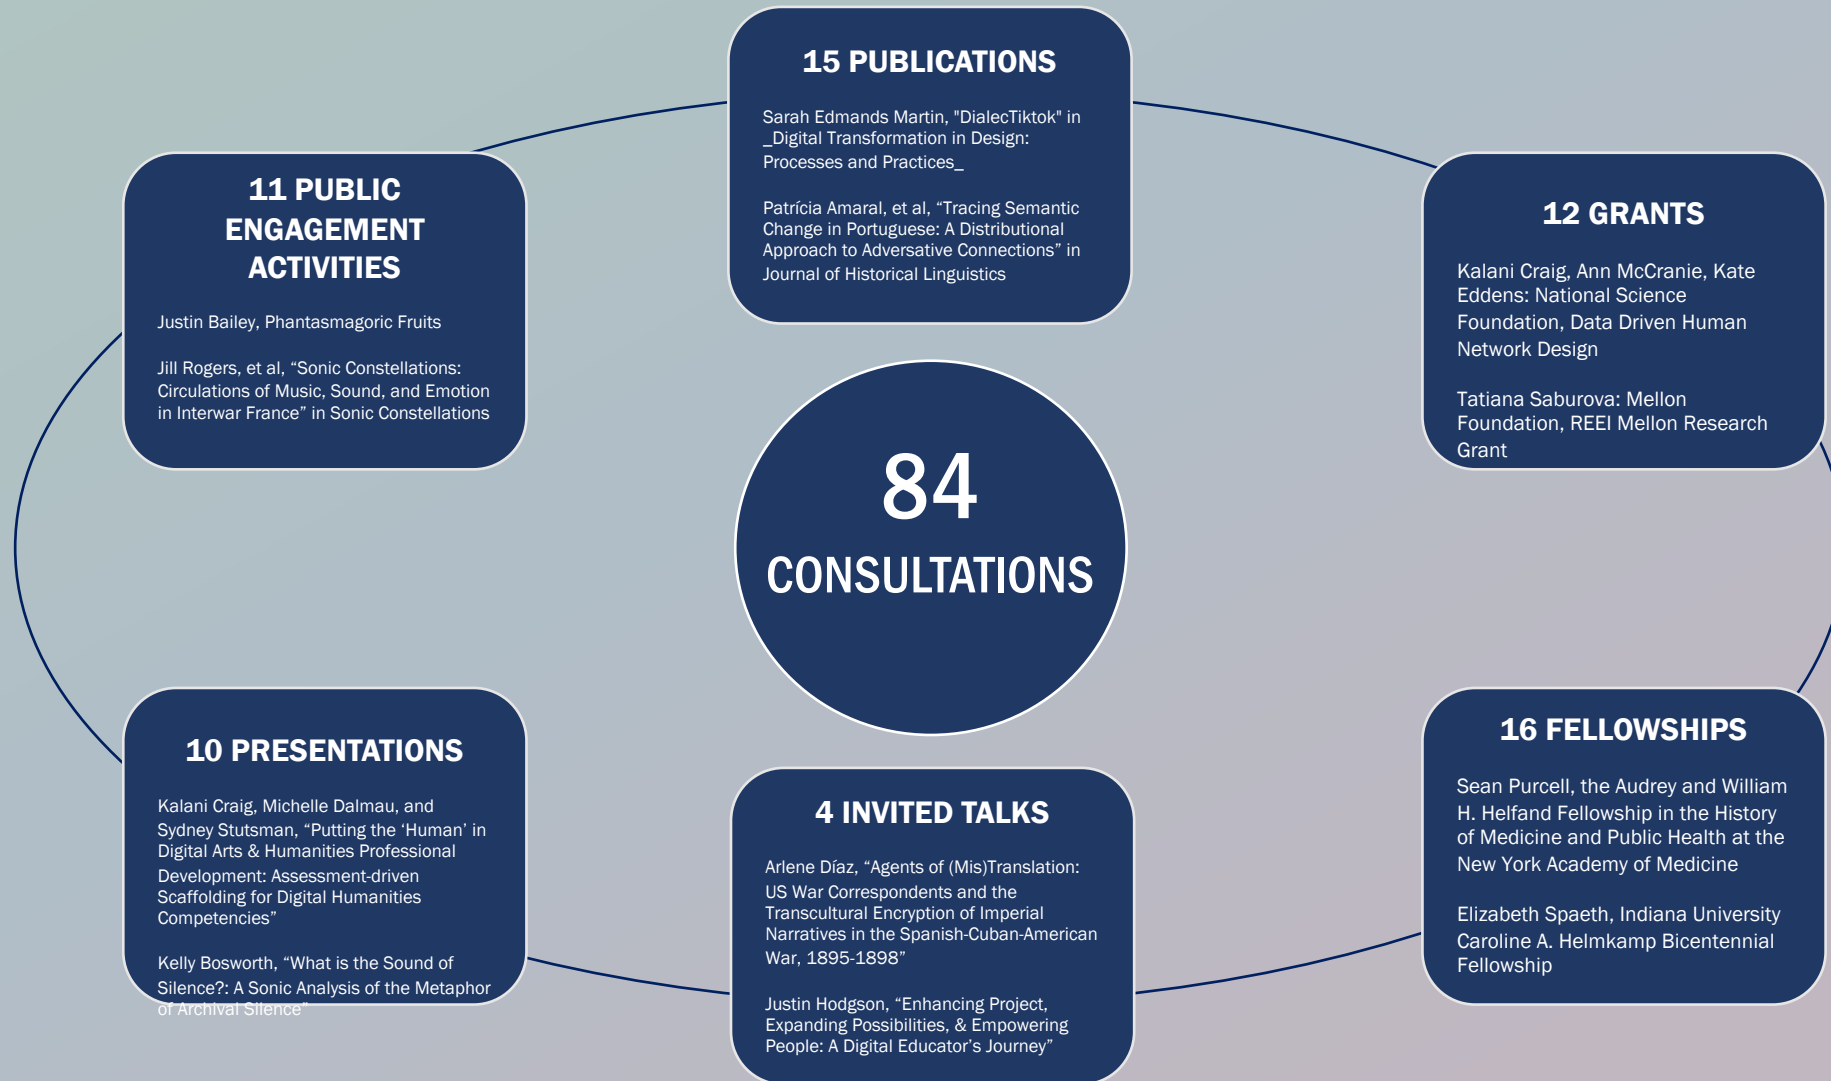 15 PUBLICATIONS
Sarah Edmands Martin, "DialecTiktok" in
_Digital Transformation in Design:
Processes and Practices_
Patrícia Amaral, et al, “Tracing Semantic
Change in Portuguese: A Distributional
Approach to Adversative Connections” in
Journal of Historical Linguistics
11 PUBLIC
ENGAGEMENT
ACTIVITIES
Justin Bailey, Phantasmagoric Fruits
Jill Rogers, et al, “Sonic Constellations:
Circulations of Music, Sound, and Emotion
in Interwar France” in Sonic Constellations
12 GRANTS
Kalani Craig, Ann McCranie, Kate
Eddens: National Science
Foundation, Data Driven Human
Network Design
Tatiana Saburova: Mellon
Foundation, REEI Mellon Research
Grant
84
CONSULTATIONS
10 PRESENTATIONS
Kalani Craig, Michelle Dalmau, and
Sydney Stutsman, “Putting the ‘Human’ in
Digital Arts & Humanities Professional
Development: Assessment-driven
Scaffolding for Digital Humanities
Competencies”
Kelly Bosworth, “What is the Sound of
Silence?: A Sonic Analysis of the Metaphor
of Archival Silence”
4 INVITED TALKS
Arlene Díaz, “Agents of (Mis)Translation:
US War Correspondents and the
Transcultural Encryption of Imperial
Narratives in the Spanish-Cuban-American
War, 1895-1898”
Justin Hodgson, “Enhancing Project,
Expanding Possibilities, & Empowering
People: A Digital Educator’s Journey”
16 FELLOWSHIPS
Sean Purcell, the Audrey and William
H. Helfand Fellowship in the History
of Medicine and Public Health at the
New York Academy of Medicine
Elizabeth Spaeth, Indiana University
Caroline A. Helmkamp Bicentennial
Fellowship